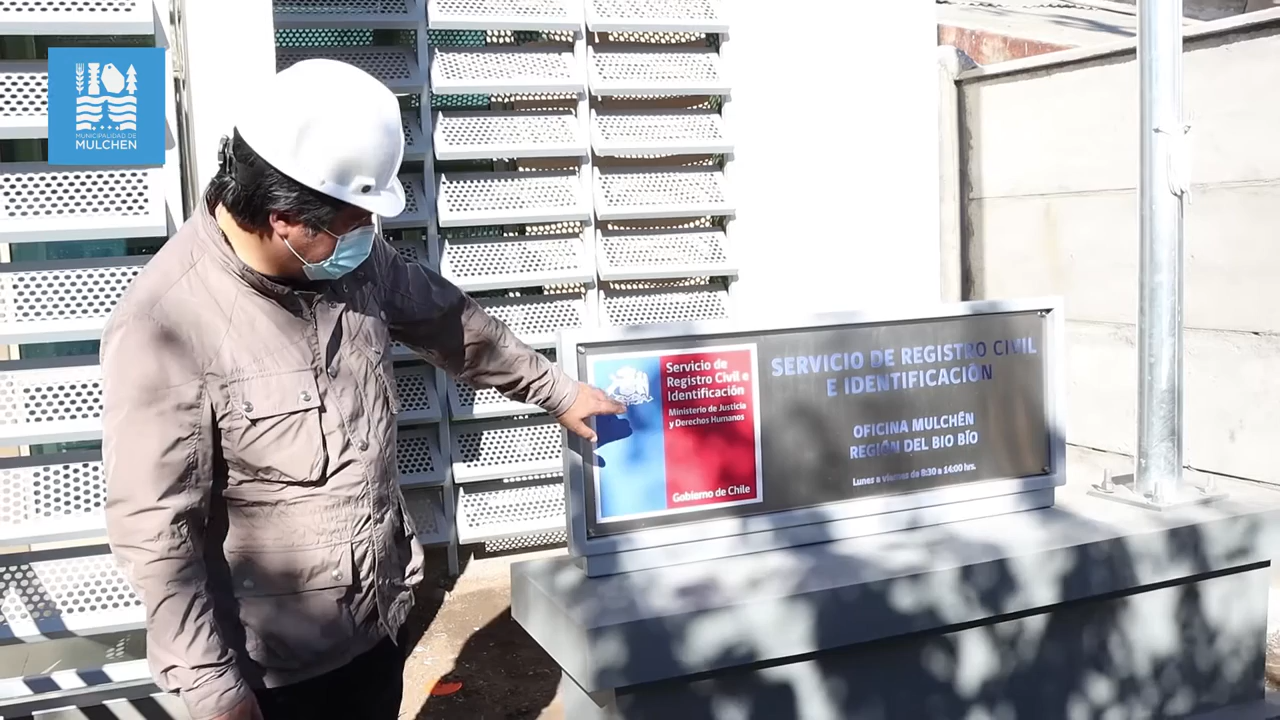 MUNICIPALIDAD DE
MULCHEN
Servicio de
Registro Civil e
Identificación
Ministerio de Justicia
y Derechos Humanos
Gobierno de Chile
SERVICIO DE REGISTRO CIVIL
E IDENTIFICACIÓN
OFICINA MULCHÉN
REGIÓN DEL BIO BÍO
Lunes a viernes de 8:30 a 14:00 hrs.